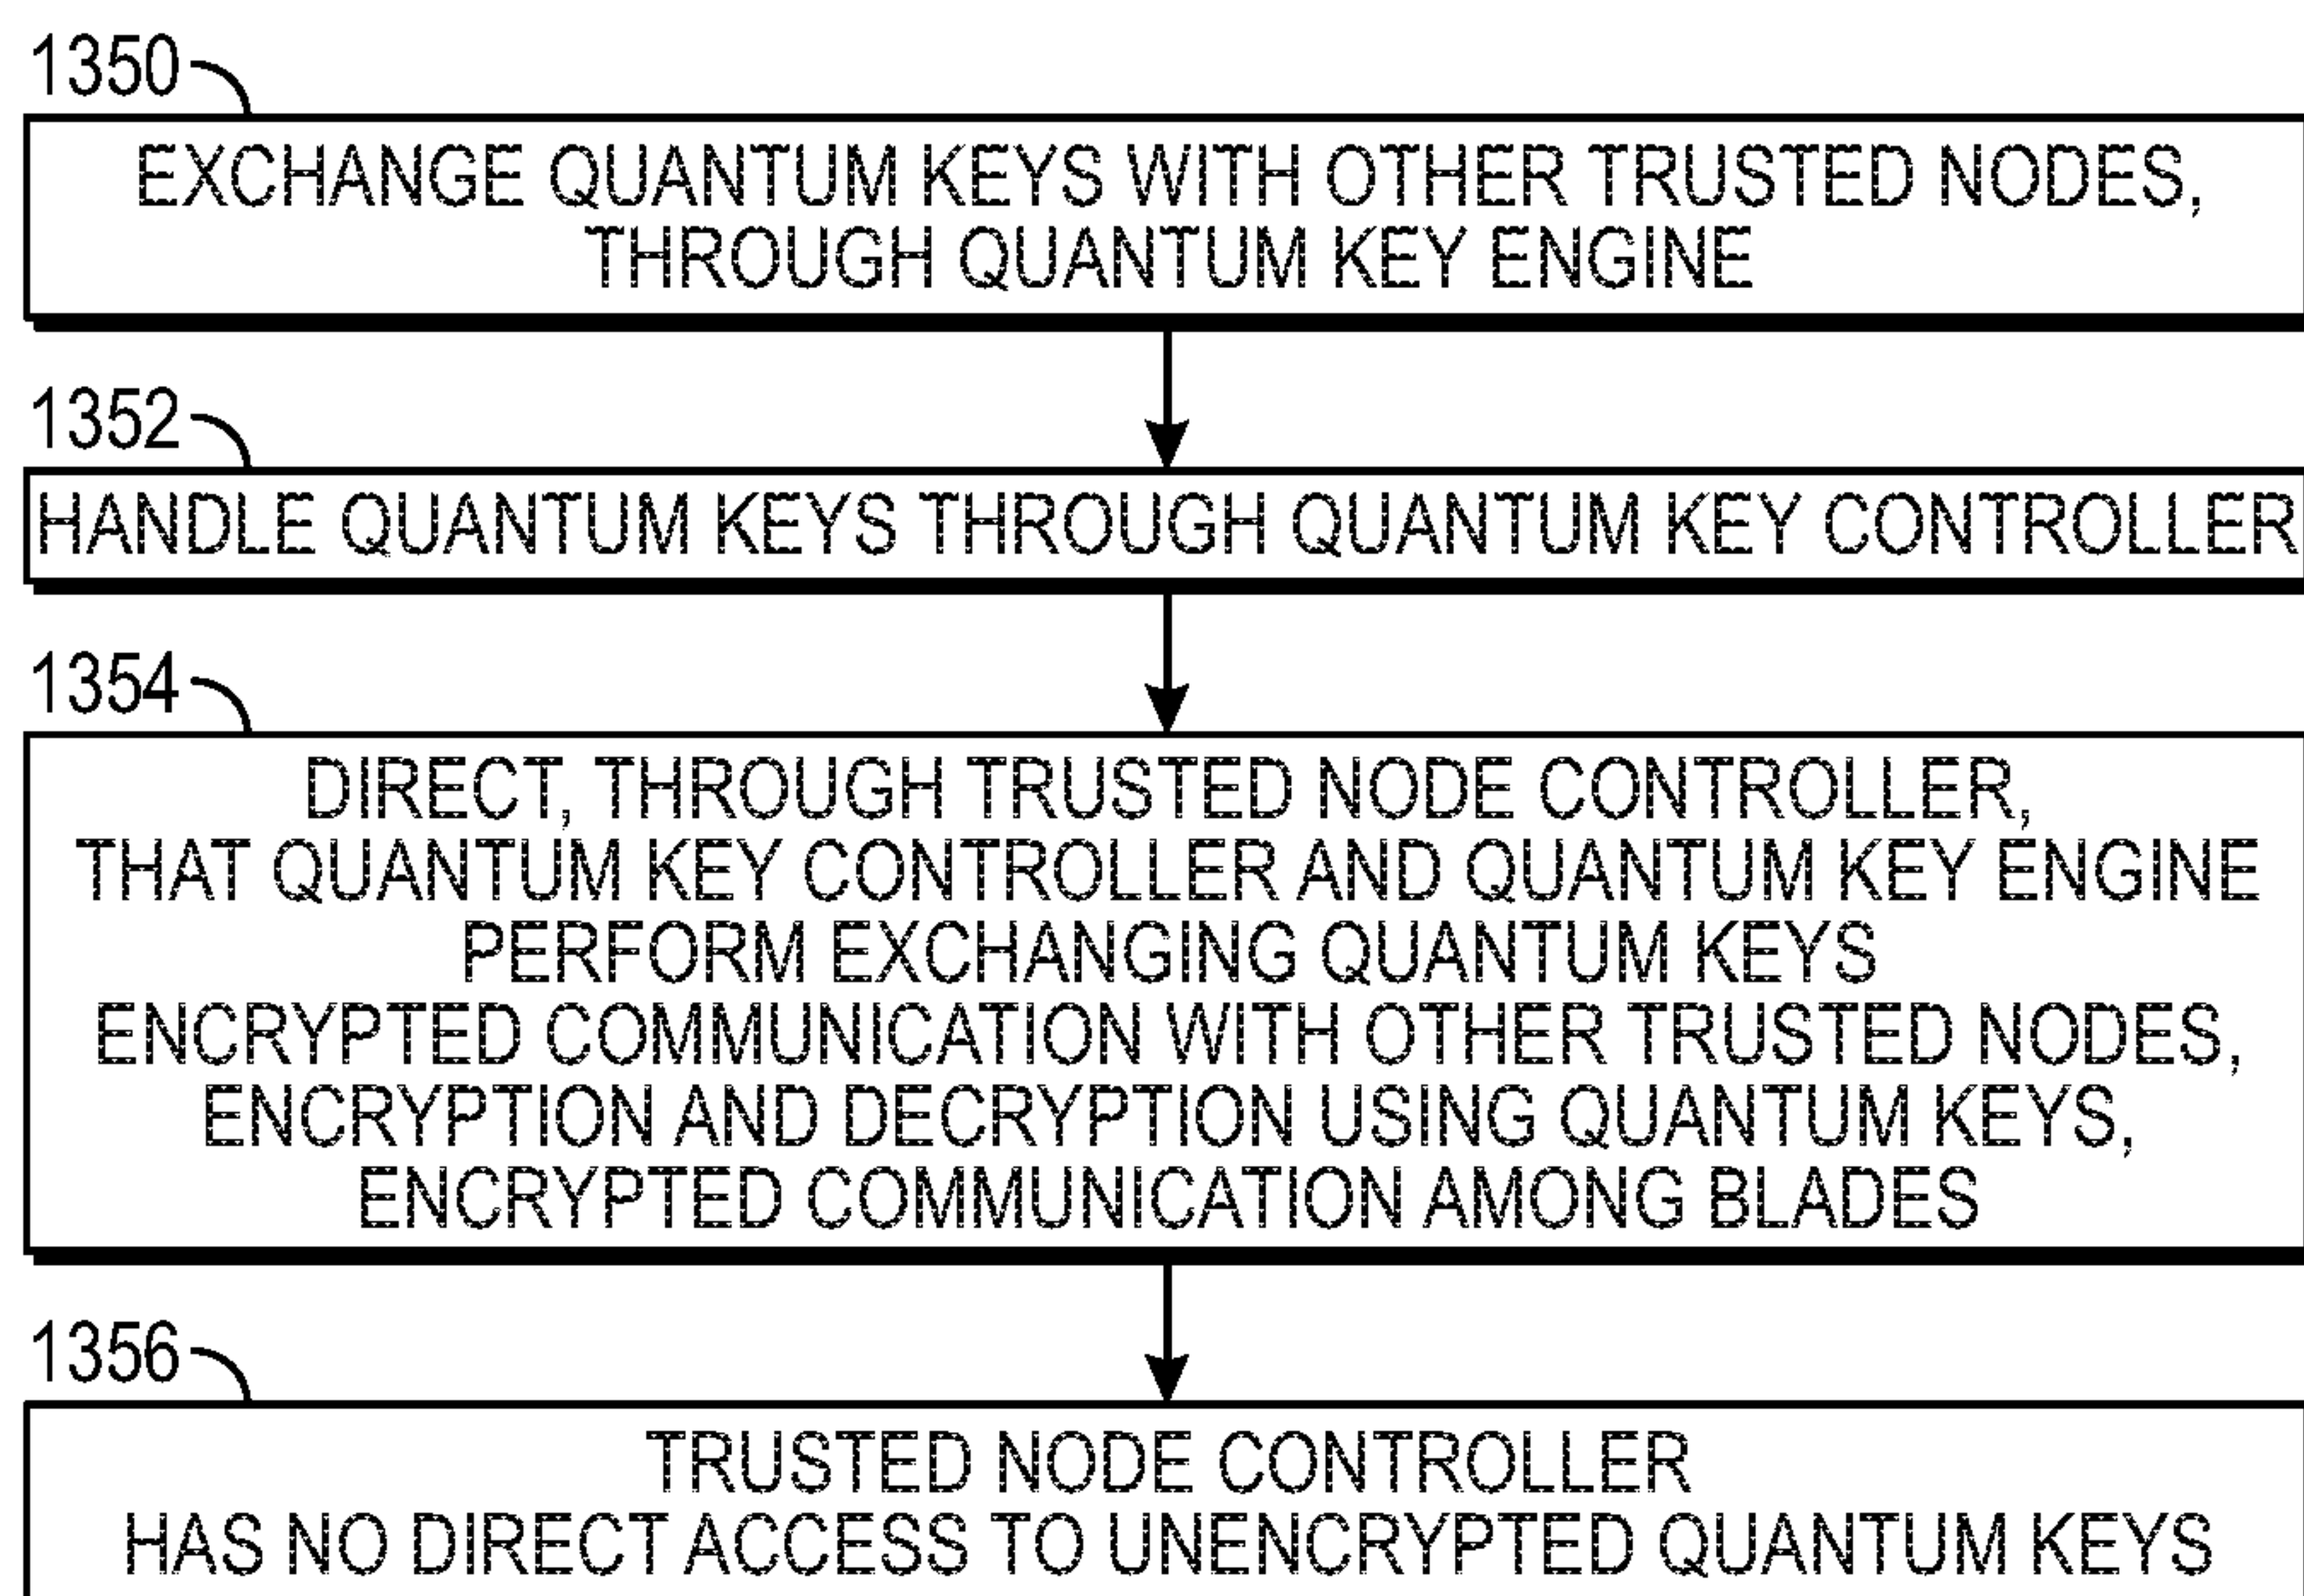 1350
EXCHANGE QUANTUM KEYS WITH OTHER TRUSTED NODES,
THROUGH QUANTUM KEY ENGINE
1352
HANDLE QUANTUM KEYS THROUGH QUANTUM KEY CONTROLLER
1354
DIRECT, THROUGH TRUSTED NODE CONTROLLER,
THAT QUANTUM KEY CONTROLLER AND QUANTUM KEY ENGINE
PERFORM EXCHANGING QUANTUM KEYS
ENCRYPTED COMMUNICATION WITH OTHER TRUSTED NODES,
ENCRYPTION AND DECRYPTION USING QUANTUM KEYS,
ENCRYPTED COMMUNICATION AMONG BLADES
1356
TRUSTED NODE CONTROLLER
HAS NO DIRECT ACCESS TO UNENCRYPTED QUANTUM KEYS